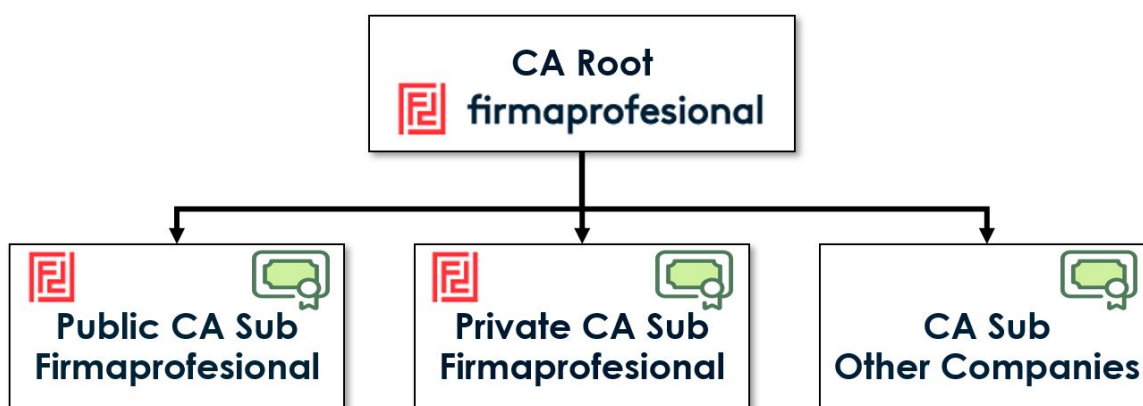 CA Root
firmaprofesional
Public CA Sub
Firmaprofesional
Private CA Sub
Firmaprofesional
CA Sub
Other Companies